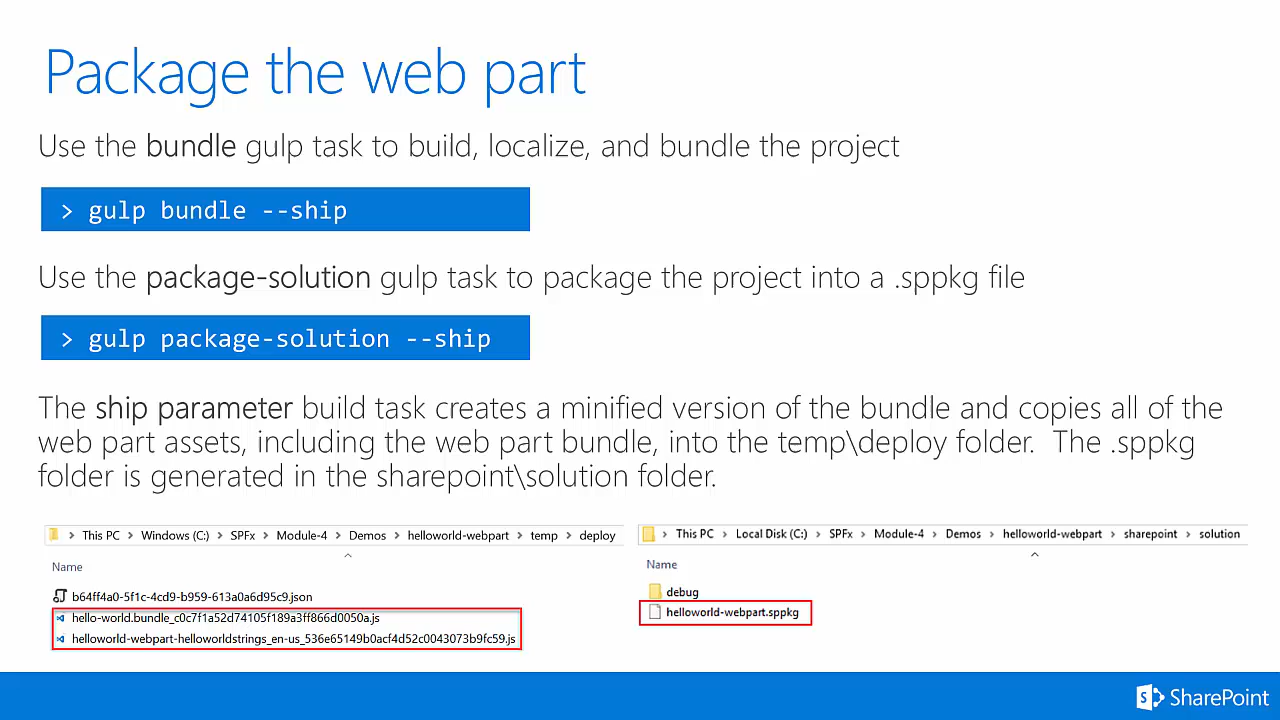 Package the web part
Use the bundle gulp task to build, localize, and bundle the project
> gulp bundle --ship
Use the package-solution gulp task to package the project into a .sppkg file
> gulp package-solution --ship
The ship parameter build task creates a minified version of the bundle and copies all of the
web part assets, including the web part bundle, into the temp\deploy folder.  The .sppkg
folder is generated in the sharepoint\solution folder.
> This PC > Windows (C:) > SPFx > Module-4 > Demos > helloworld-webpart > temp > deploy
Name
b64ff4a0-5f1c-4cd9-b959-613a0a6d95c9.json
hello-world.bundle_c0c7f1a52d74105f189a3ff866d0050a.js
helloworld-webpart-helloworldstrings_en-us_536e65149b0acf4d52c0043073b9fc59.js
> This PC > Local Disk (C:) > SPFx > Module-4 > Demos > helloworld-webpart > sharepoint > solution
Name
debug
helloworld-webpart.sppkg
S SharePoint